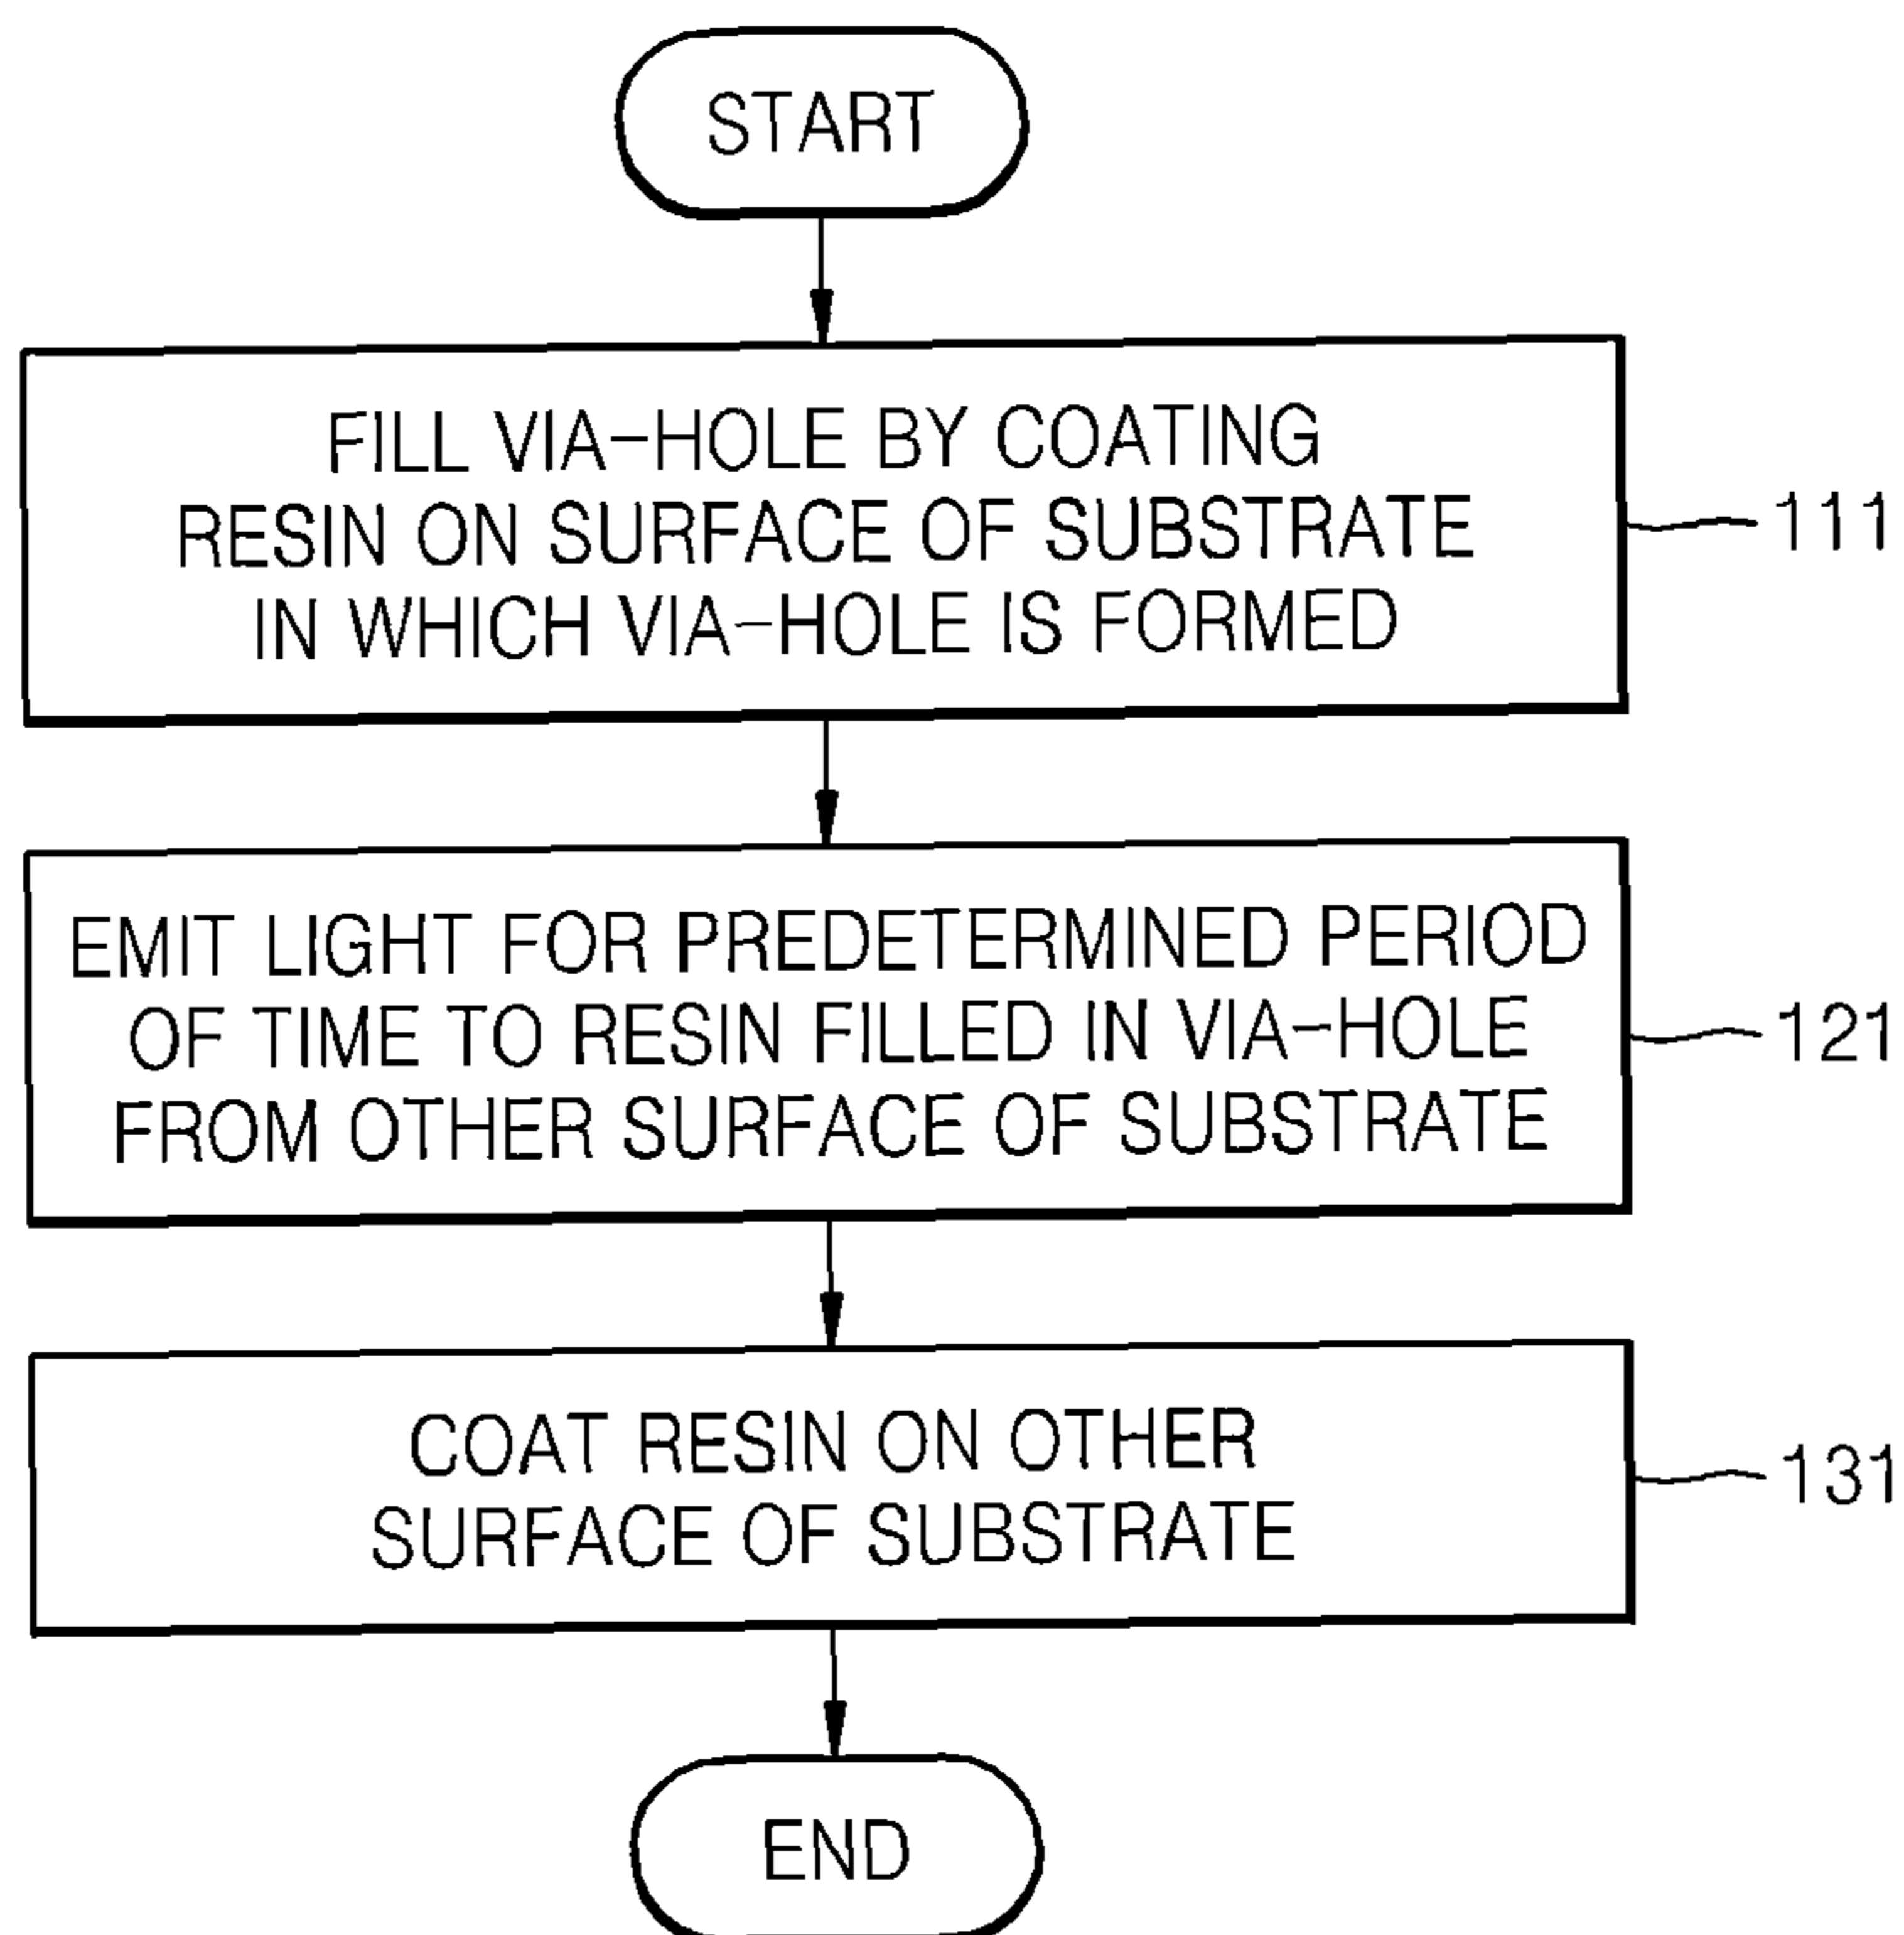 START
FILL VIA-HOLE BY COATING
RESIN ON SURFACE OF SUBSTRATE
IN WHICH VIA-HOLE IS FORMED
111
EMIT LIGHT FOR PREDETERMINED PERIOD
OF TIME TO RESIN FILLED IN VIA-HOLE
FROM OTHER SURFACE OF SUBSTRATE
121
COAT RESIN ON OTHER
SURFACE OF SUBSTRATE
131
END